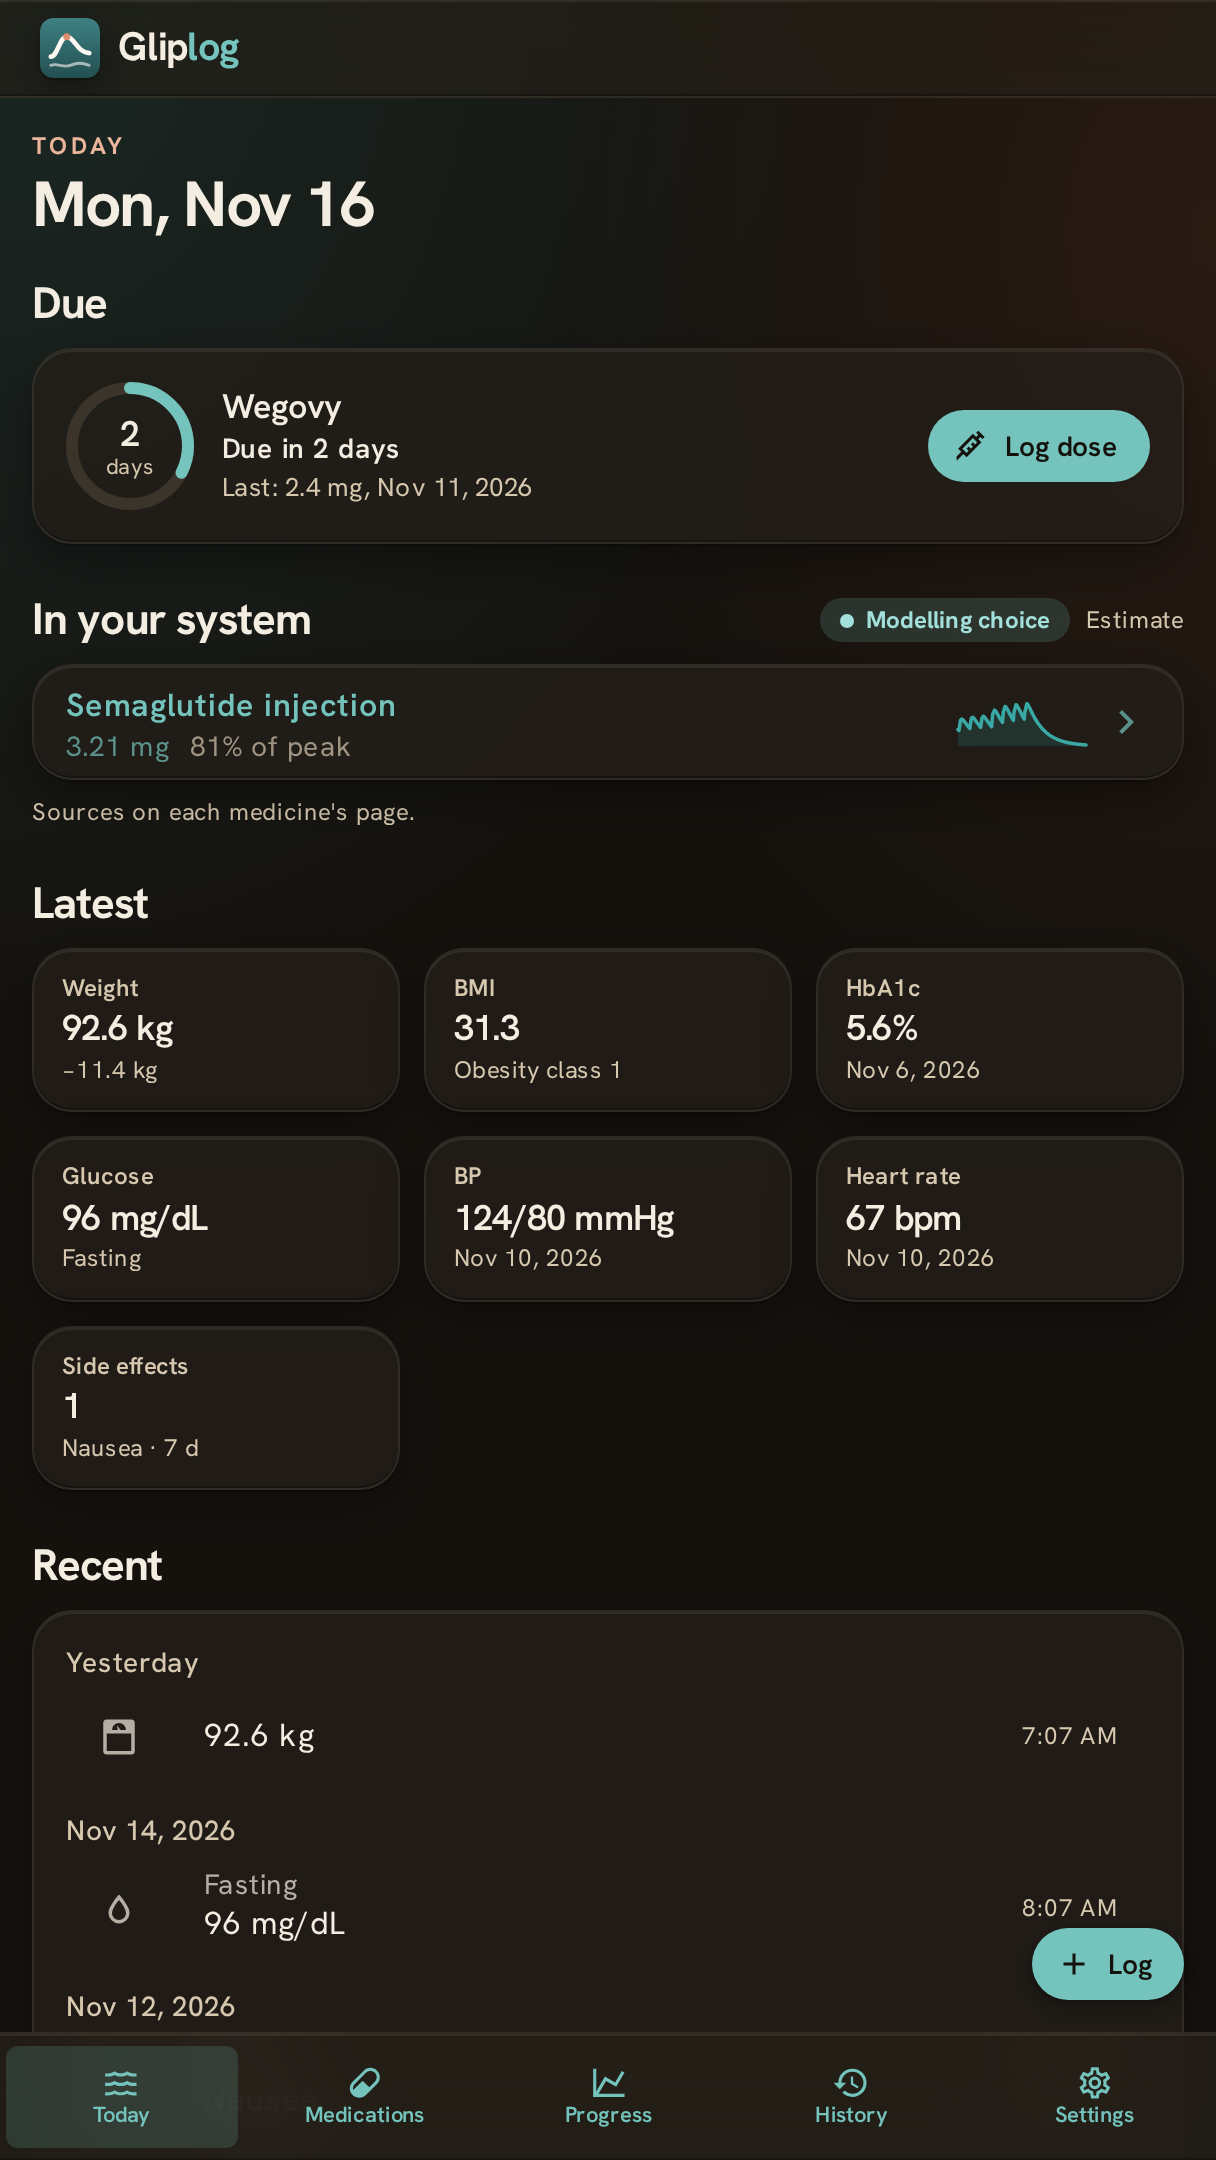 Gliplog
TODAY
Mon, Nov 16
Due
2
days
Wegovy
Due in 2 days
Last: 2.4 mg, Nov 11, 2026
Log dose
In your system
Modelling choice
Estimate
Semaglutide injection
3.21 mg 81% of peak
Sources on each medicine's page.
Latest
Weight
92.6 kg
−11.4 kg
BMI
31.3
Obesity class 1
HbA1c
5.6%
Nov 6, 2026
Glucose
96 mg/dL
Fasting
BP
124/80 mmHg
Nov 10, 2026
Heart rate
67 bpm
Nov 10, 2026
Side effects
1
Nausea · 7 d
Recent
Yesterday
92.6 kg
7:07 AM
Nov 14, 2026
Fasting
96 mg/dL
8:07 AM
Log
Nov 12, 2026
Nausea
Today
Medications
Progress
History
Settings